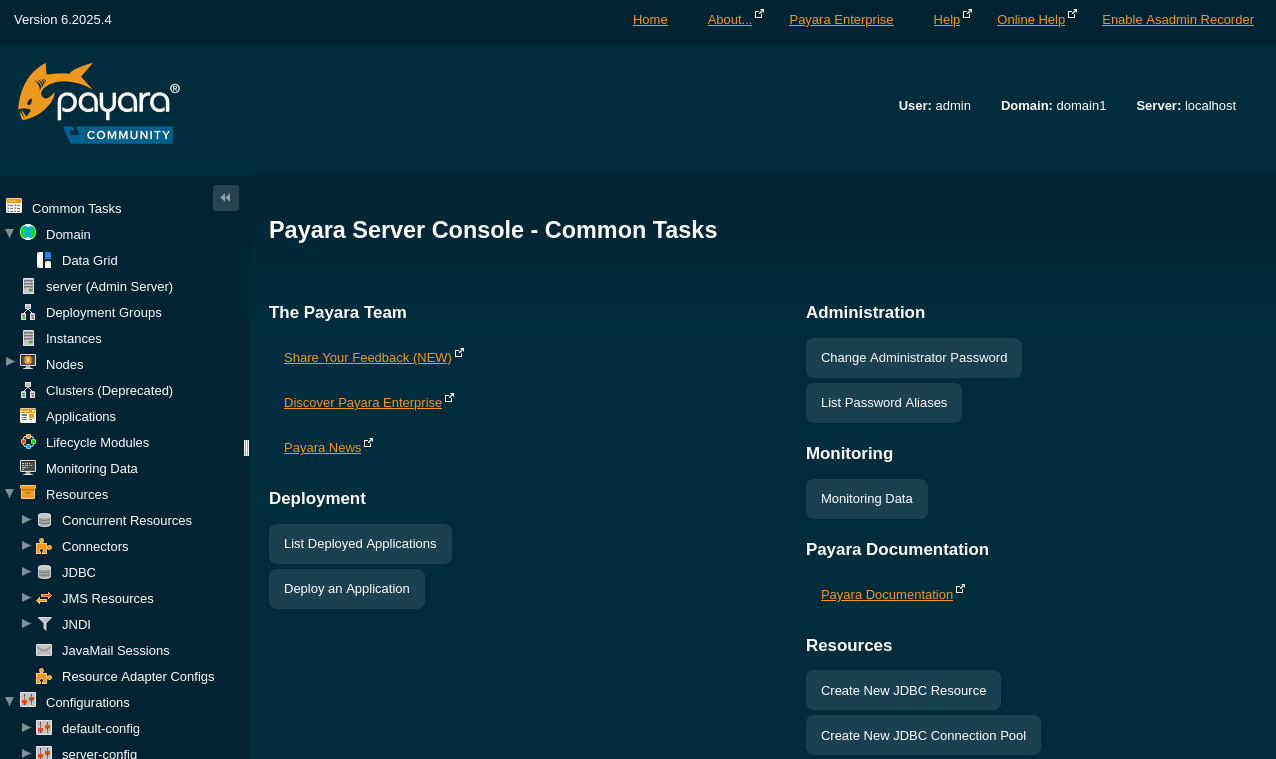 Version 6.2025.4
Home About... Payara Enterprise Help Online Help Enable Asadmin Recorder
payara®
COMMUNITY
User: admin Domain: domain1 Server: localhost
Common Tasks
Domain
Data Grid
server (Admin Server)
Deployment Groups
Instances
Nodes
Clusters (Deprecated)
Applications
Lifecycle Modules
Monitoring Data
Resources
Concurrent Resources
Connectors
JDBC
JMS Resources
JNDI
JavaMail Sessions
Resource Adapter Configs
Configurations
default-config
server-config
Payara Server Console - Common Tasks
The Payara Team
Share Your Feedback (NEW)
Discover Payara Enterprise
Payara News
Deployment
List Deployed Applications
Deploy an Application
Administration
Change Administrator Password
List Password Aliases
Monitoring
Monitoring Data
Payara Documentation
Payara Documentation
Resources
Create New JDBC Resource
Create New JDBC Connection Pool